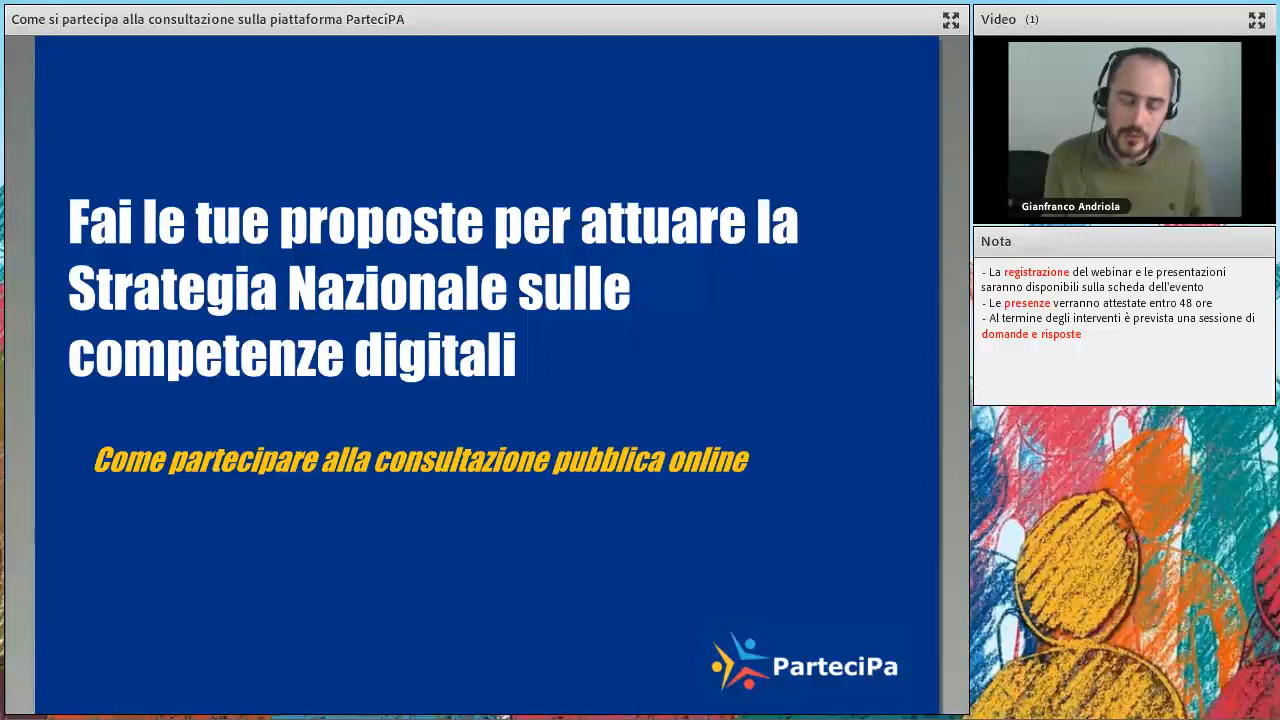 Come si partecipa alla consultazione sulla piattaforma ParteciPA
Fai le tue proposte per attuare la
Strategia Nazionale sulle
competenze digitali
Come partecipare alla consultazione pubblica online
ParteciPa
Video (1)
Gianfranco Andriola
Nota
- La registrazione del webinar e le presentazioni
saranno disponibili sulla scheda dell'evento
- Le presenze verranno attestate entro 48 ore
- Al termine degli interventi è prevista una sessione di
domande e risposte